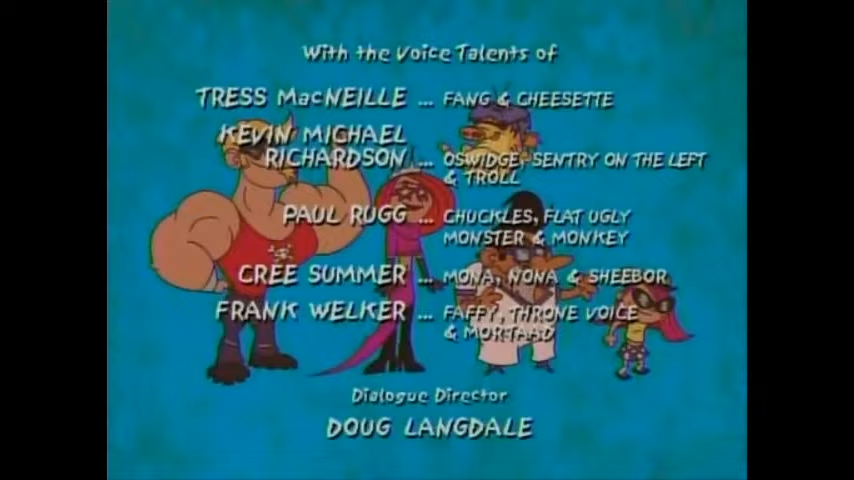 With the Voice Talents of
TRESS MacNEILLE ... FANG & CHEESETTE
KEVIN MICHAEL
RICHARDSON ... OSWIDGE, SENTRY ON THE LEFT
& TROLL
PAUL RUGG ... CHUCKLES, FLAT UGLY
MONSTER & MONKEY
CREE SUMMER ... MONA, NONA & SHEEBOR
FRANK WELKER ... FAFFY, THRONE VOICE
& MORTAAD
Dialogue Director
DOUG LANGDALE